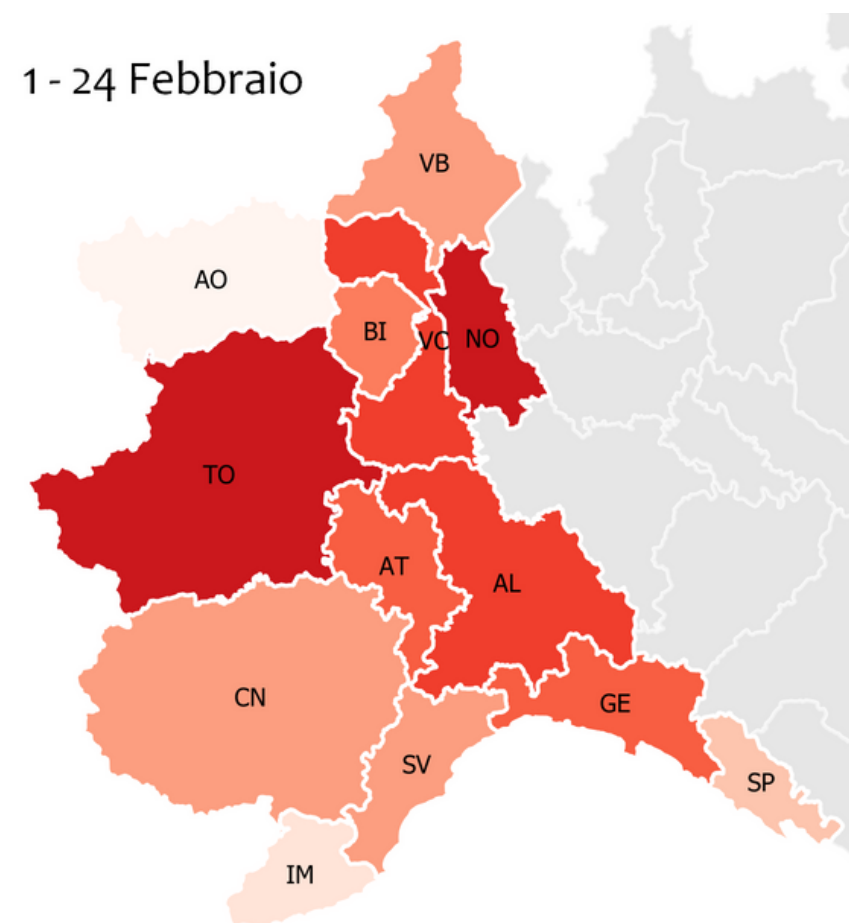 1 - 24 Febbraio
VB
AO
BI
VC
NO
TO
AT
AL
CN
GE
SV
SP
IM